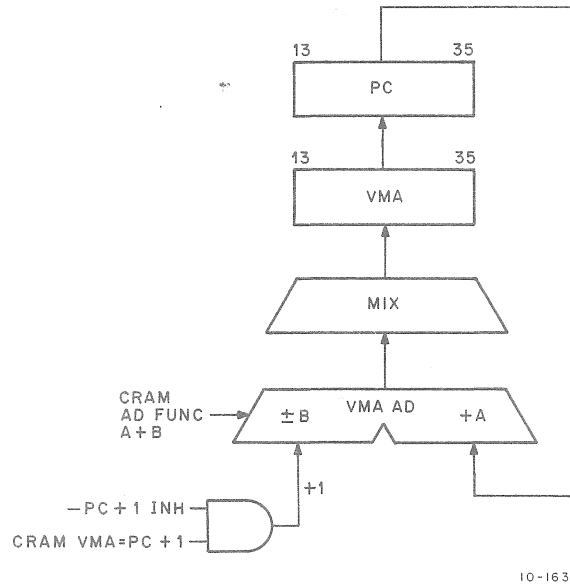 13 35
PC
13 35
VMA
MIX
CRAM
AD FUNC
A+B
±B VMA AD +A
+1
−PC+1 INH
CRAM VMA=PC+1
10-163